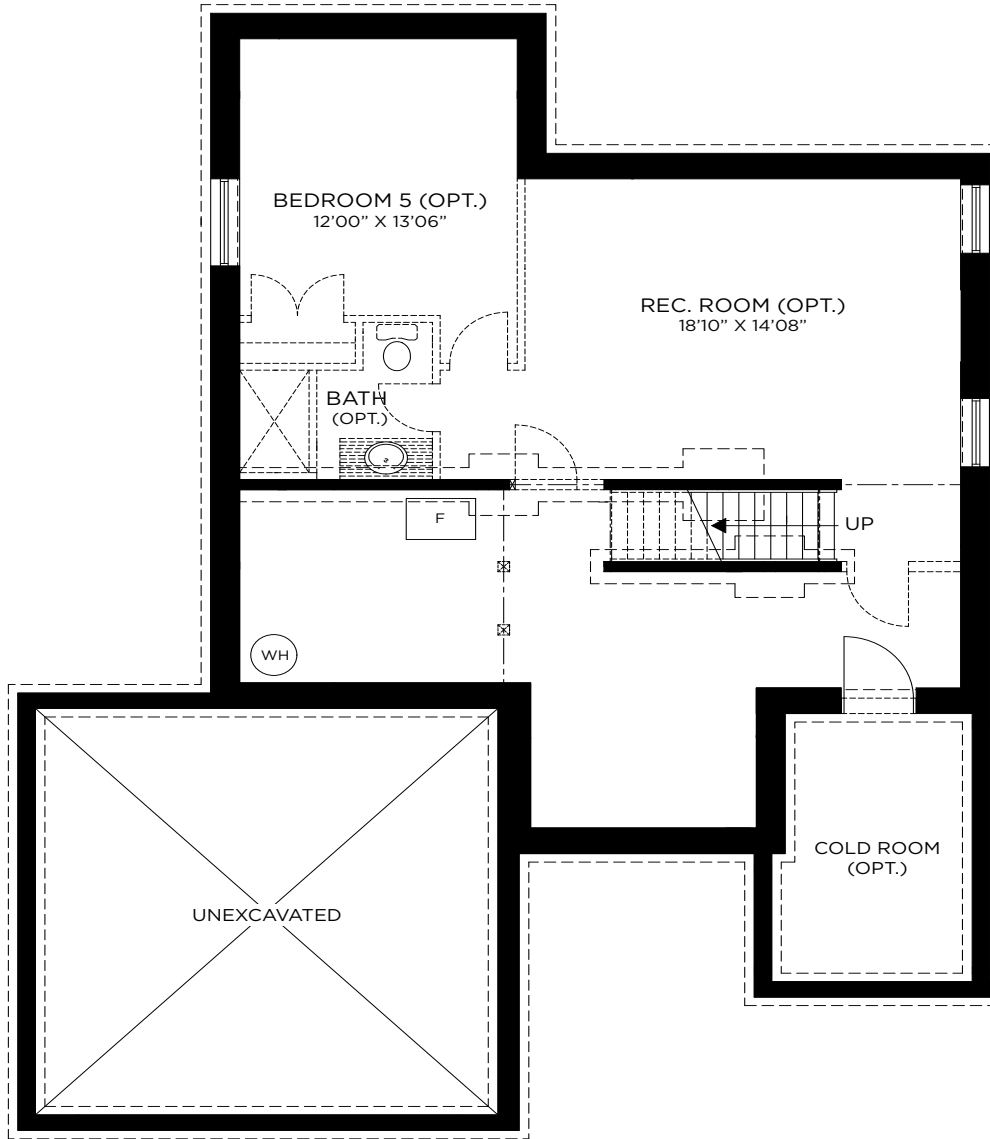 BEDROOM 5 (OPT.)
12'00” X 13'06”
REC. ROOM (OPT.)
18'10” X 14'08”
BATH
(OPT.)
F
UP
WH
COLD ROOM
(OPT.)
UNEXCAVATED